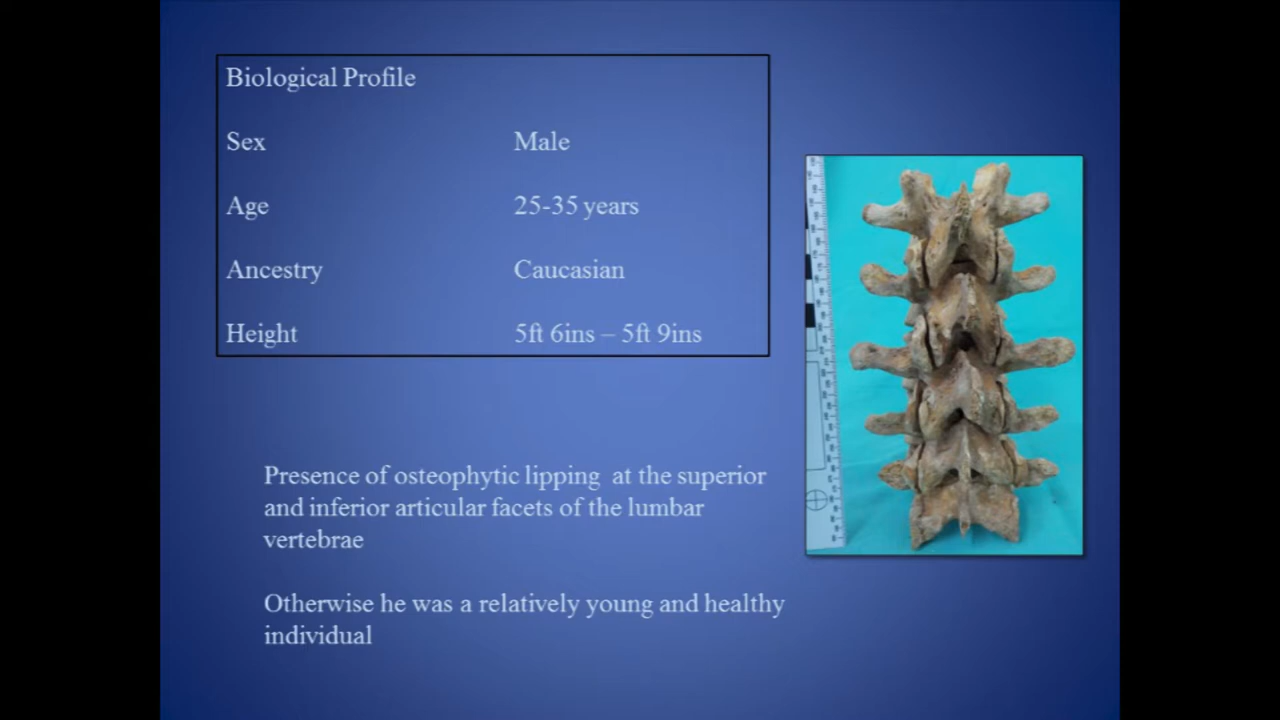 Biological Profile
Sex Male
Age 25-35 years
Ancestry Caucasian
Height 5ft 6ins – 5ft 9ins
Presence of osteophytic lipping at the superior
and inferior articular facets of the lumbar
vertebrae
Otherwise he was a relatively young and healthy
individual